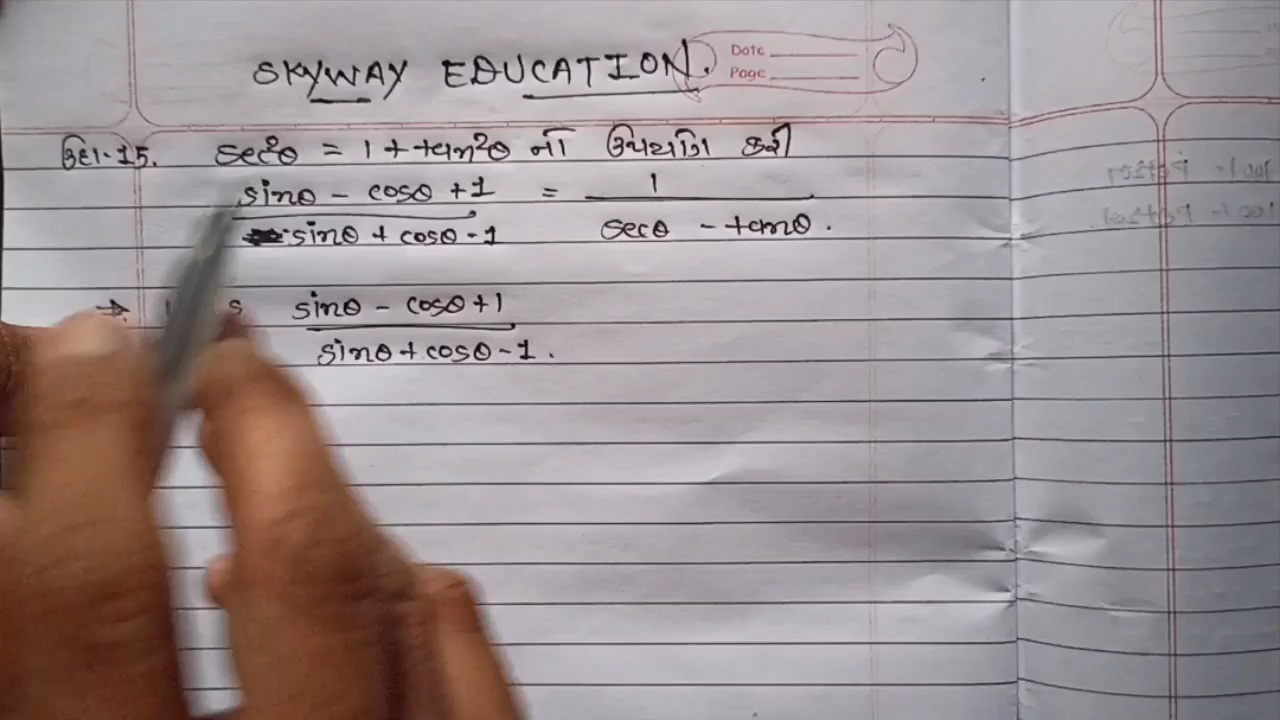 SKYWAY EDUCATION.
Date
Page
ઉદા-15. sec²θ = 1 + tan²θ નો ઉપયોગ કરી
sinθ - cosθ + 1 = 1
sinθ + cosθ - 1 secθ - tanθ.
⇒ S sinθ - cosθ + 1
sinθ + cosθ - 1.